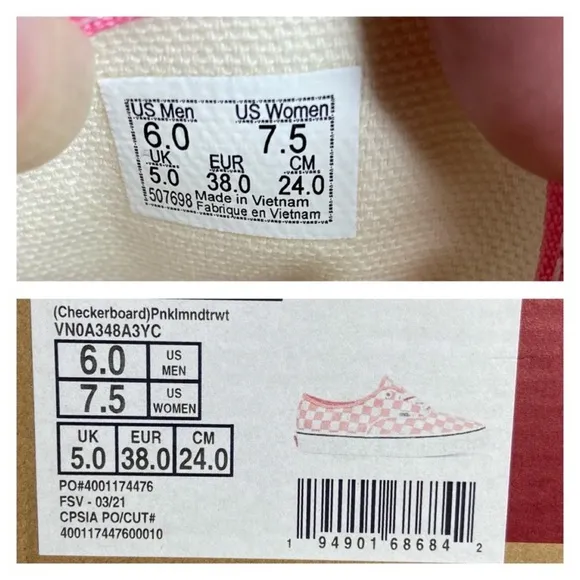 US Men US Women
6.0 7.5
UK EUR CM
5.0 38.0 24.0
507698 Made in Vietnam
Fabrique en Vietnam
(Checkerboard)Pnklmndtrwt
VN0A348A3YC
6.0 US MEN
7.5 US WOMEN
UK EUR CM
5.0 38.0 24.0
PO#4001174476
FSV - 03/21
CPSIA PO/CUT#
400117447600010
1 94901 68684 2